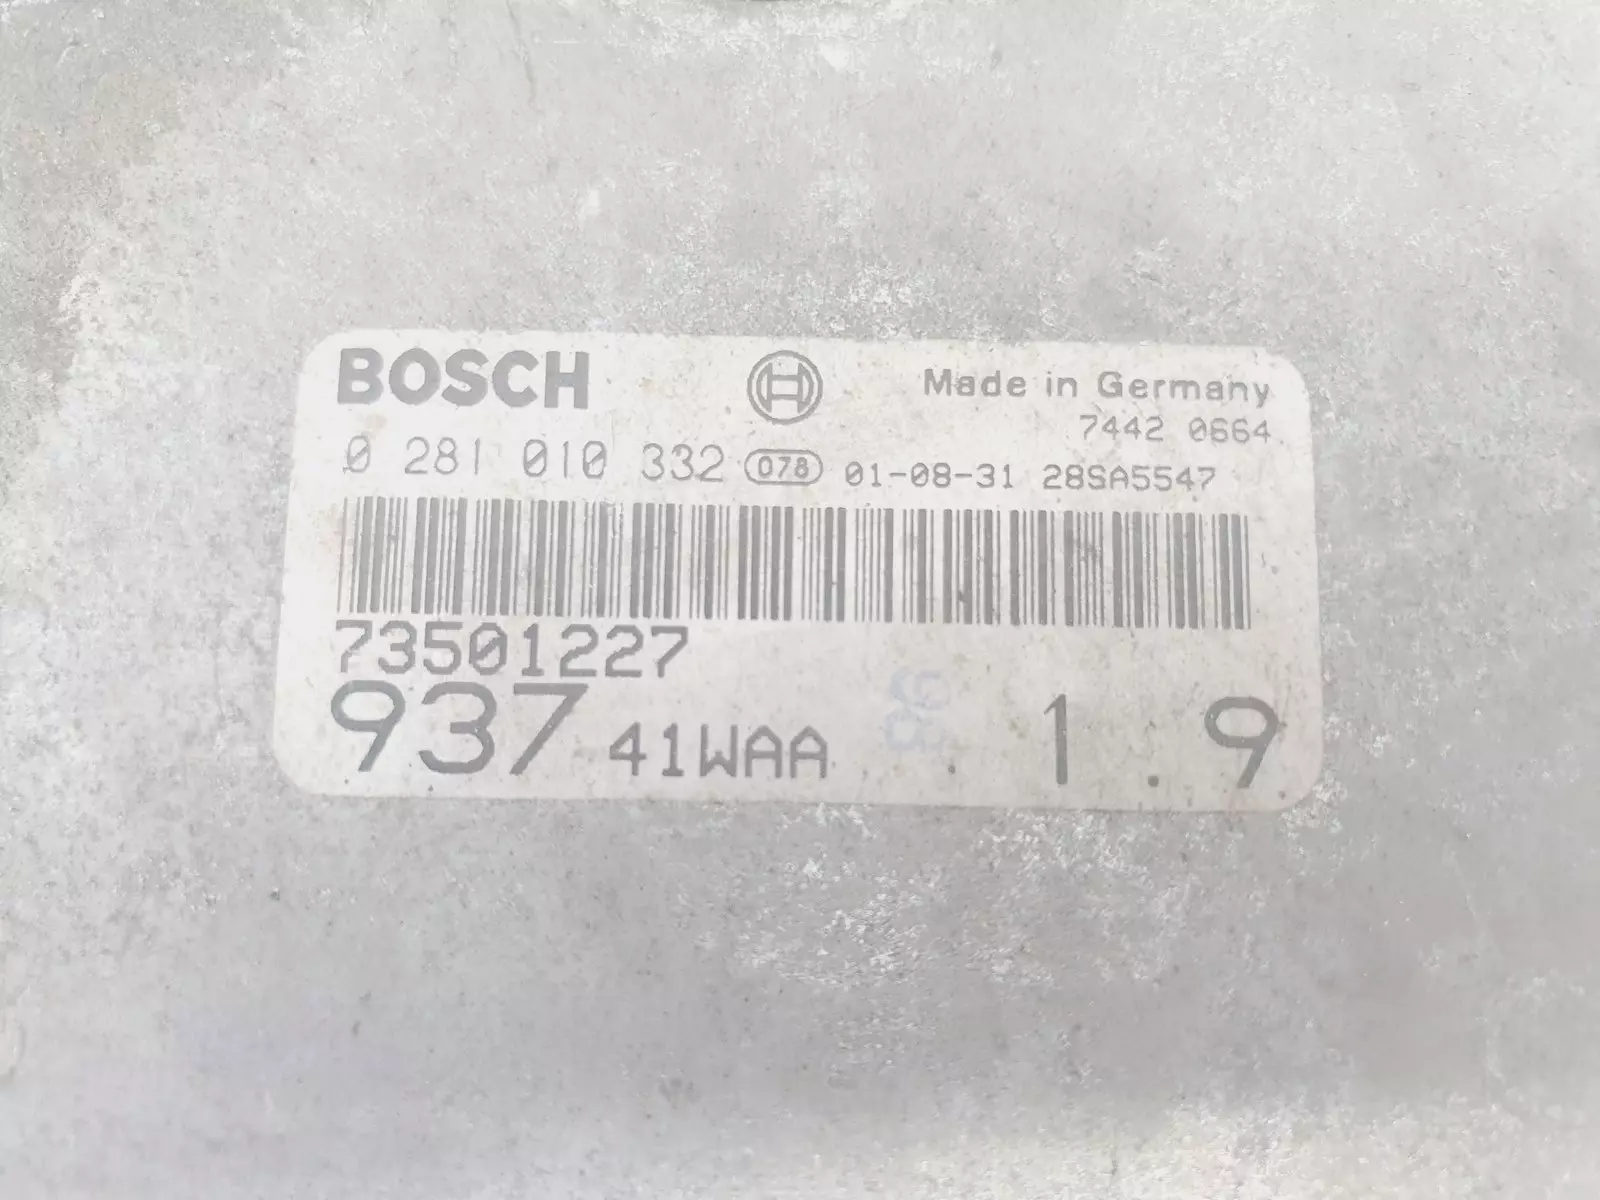 BOSCH
Made in Germany
7442 0664
0 281 010 332 078 01-08-31 28SA5547
73501227
937 41WAA 1.9